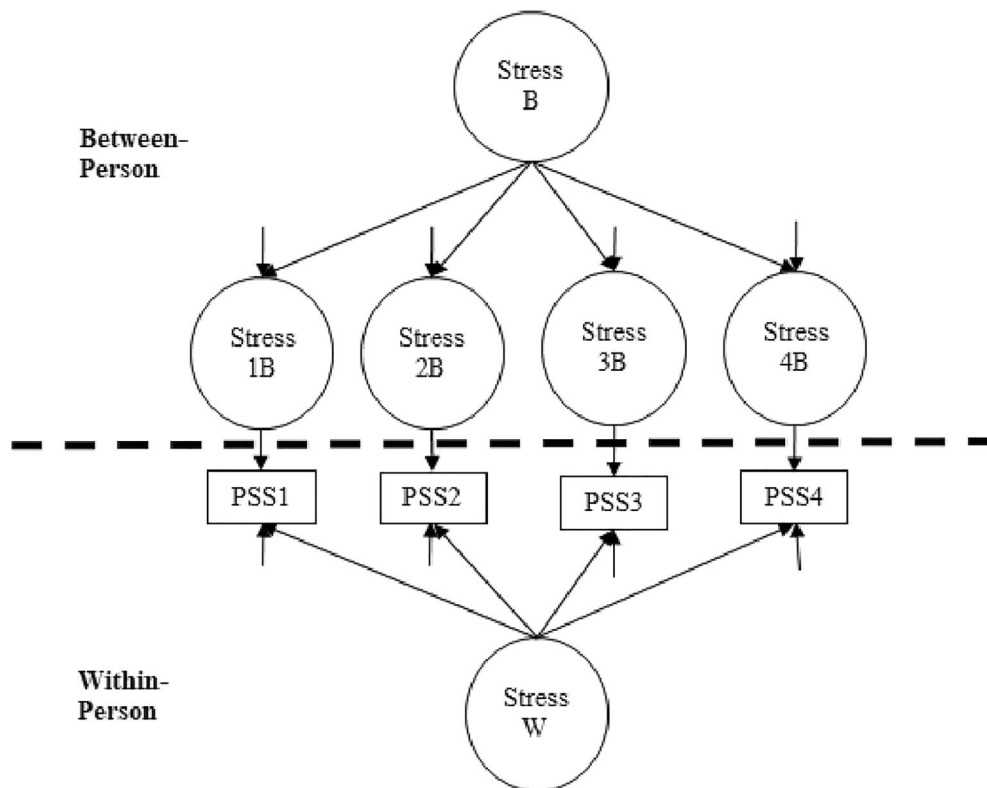 Stress
B
Between-
Person
Stress
1B
Stress
2B
Stress
3B
Stress
4B
PSS1
PSS2
PSS3
PSS4
Within-
Person
Stress
W